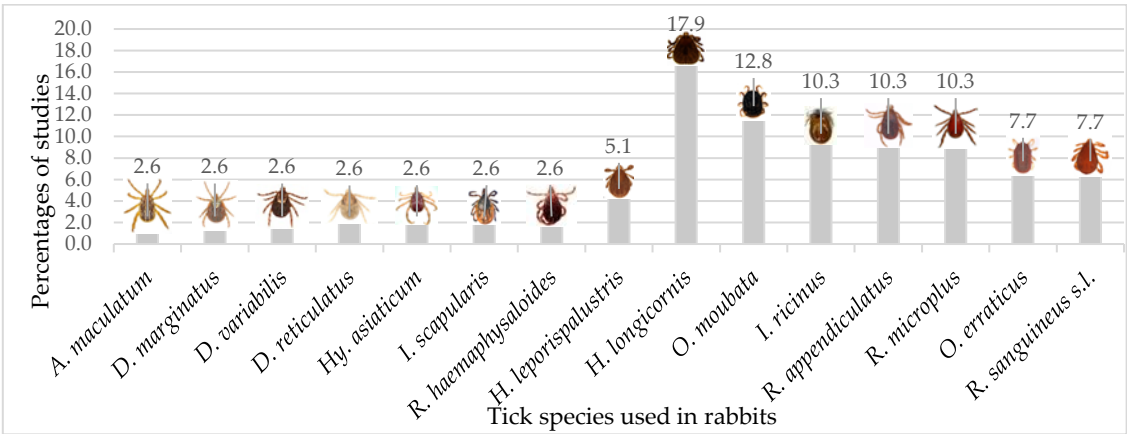 Percentages of studies
20.0
18.0
16.0
14.0
12.0
10.0
8.0
6.0
4.0
2.0
0.0
2.6
2.6
2.6
2.6
2.6
2.6
2.6
5.1
17.9
12.8
10.3
10.3
10.3
7.7
7.7
A. maculatum
D. marginatus
D. variabilis
D. reticulatus
Hy. asiaticum
I. scapularis
R. haemaphysaloides
H. leporispalustris
H. longicornis
O. moubata
I. ricinus
R. appendiculatus
R. microplus
O. erraticus
R. sanguineus s.l.
Tick species used in rabbits